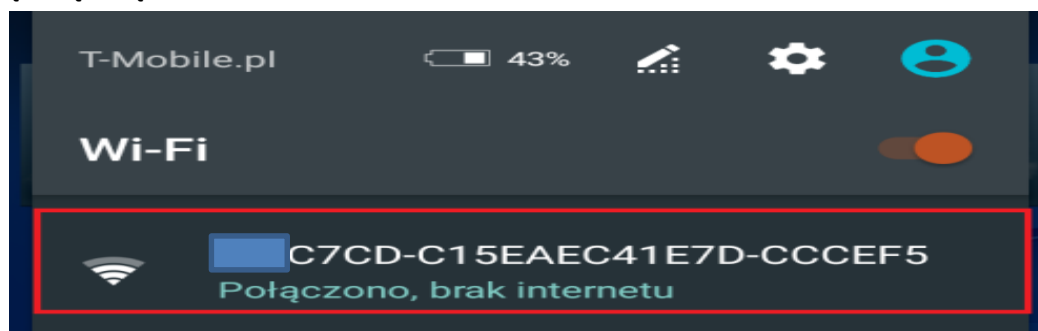 T-Mobile.pl 43%
Wi-Fi
C7CD-C15EAEC41E7D-CCCEF5
Połączono, brak internetu